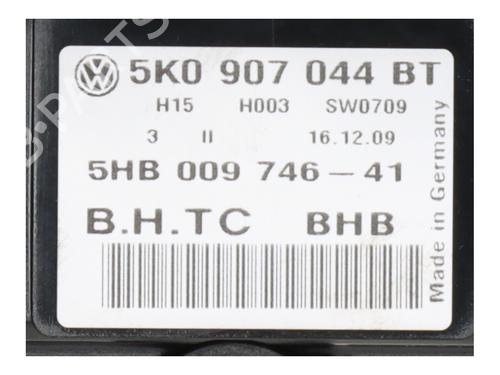 5K0 907 044 BT
H15 H003 SW0709
3 II 16.12.09
5HB 009 746-41
B.H.TC BHB
Made in Germany